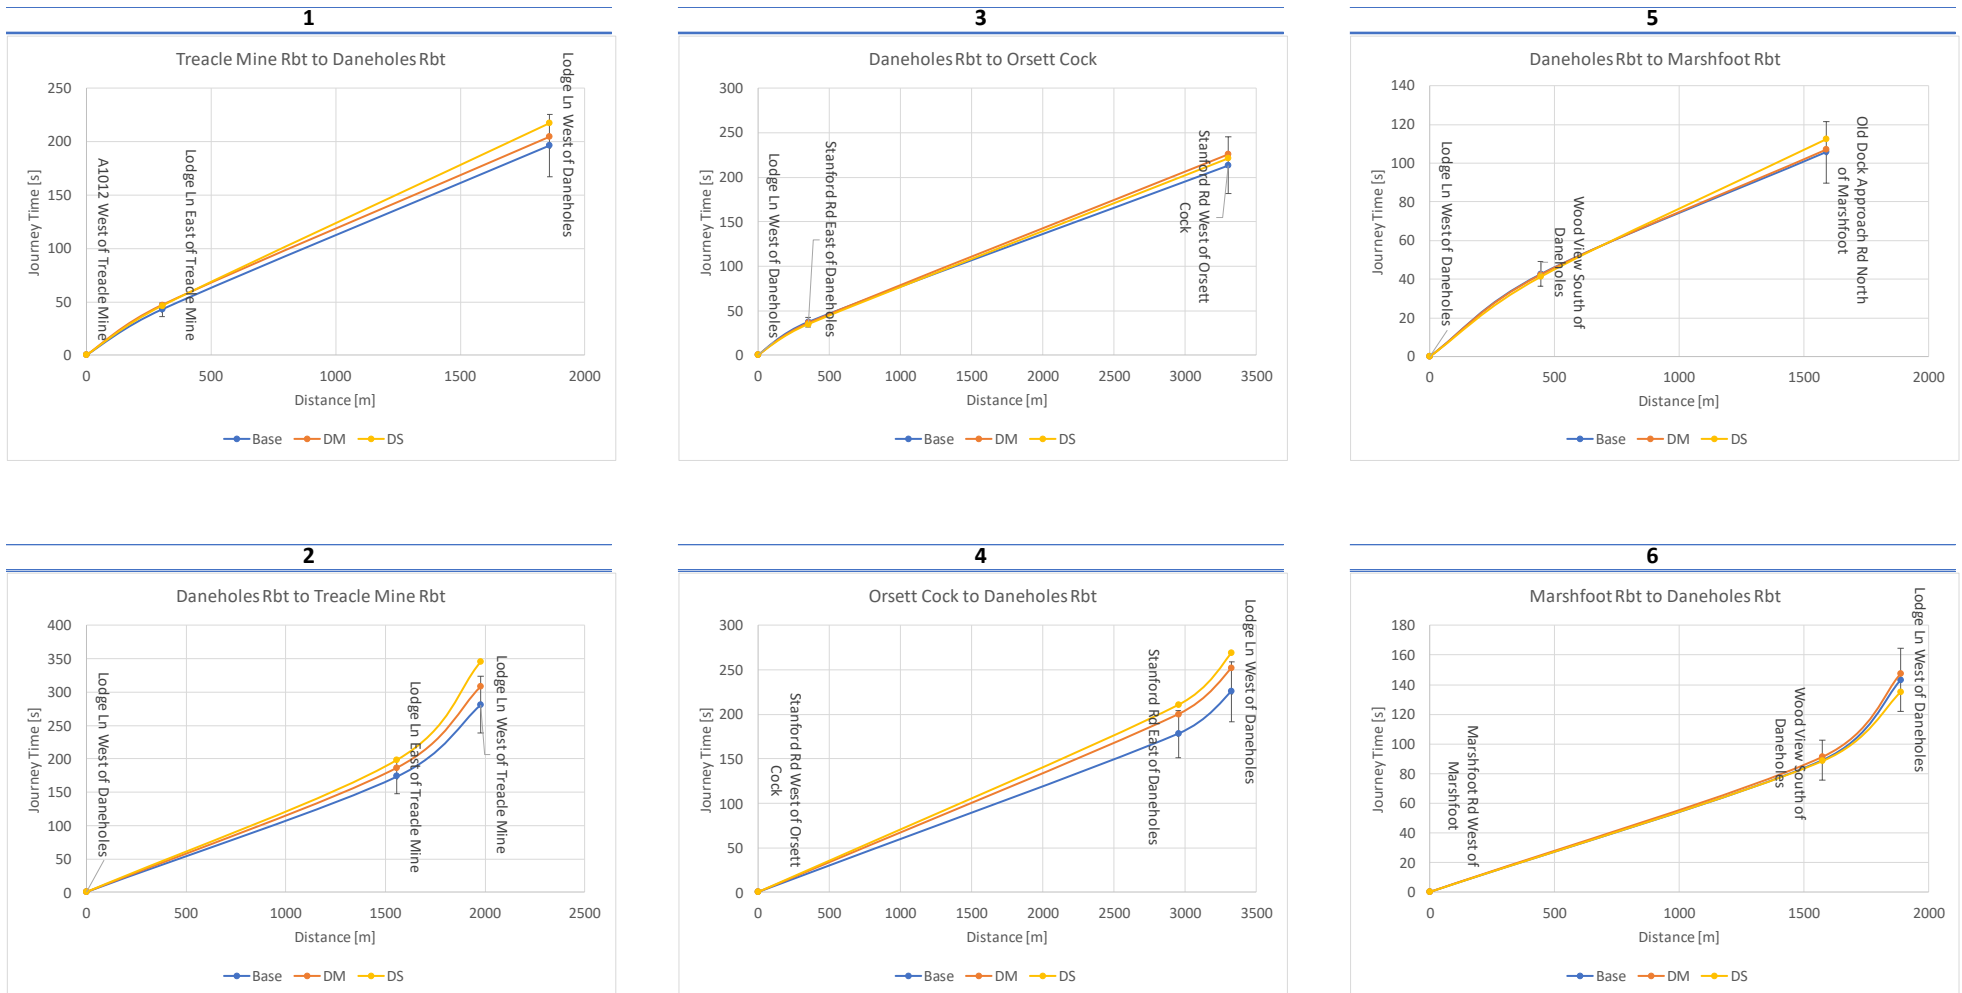 1
Treacle Mine Rbt to Daneholes Rbt
Journey Time [s]
250
200
150
100
50
0
A1012 West of Treacle Mine
Lodge Ln East of Treacle Mine
Lodge Ln West of Daneholes
0 500 1000 1500 2000
Distance [m]
Base DM DS
3
Daneholes Rbt to Orsett Cock
Journey Time [s]
300
250
200
150
100
50
0
Lodge Ln West of Daneholes
Stanford Rd East of Daneholes
Stanford Rd West of Orsett
Cock
0 500 1000 1500 2000 2500 3000 3500
Distance [m]
Base DM DS
5
Daneholes Rbt to Marshfoot Rbt
Journey Time [s]
140
120
100
80
60
40
20
0
Lodge Ln West of Daneholes
Wood View South of
Daneholes
Old Dock Approach Rd North
of Marshfoot
0 500 1000 1500 2000
Distance [m]
Base DM DS
2
Daneholes Rbt to Treacle Mine Rbt
Journey Time [s]
400
350
300
250
200
150
100
50
0
Lodge Ln West of Daneholes
Lodge Ln East of Treacle Mine
Lodge Ln West of Treacle Mine
0 500 1000 1500 2000 2500
Distance [m]
Base DM DS
4
Orsett Cock to Daneholes Rbt
Journey Time [s]
300
250
200
150
100
50
0
Stanford Rd West of Orsett
Cock
Stanford Rd East of Daneholes
Lodge Ln West of Daneholes
0 500 1000 1500 2000 2500 3000 3500
Distance [m]
Base DM DS
6
Marshfoot Rbt to Daneholes Rbt
Journey Time [s]
180
160
140
120
100
80
60
40
20
0
Marshfoot Rd West of
Marshfoot
Wood View South of
Daneholes
Lodge Ln West of Daneholes
0 500 1000 1500 2000
Distance [m]
Base DM DS